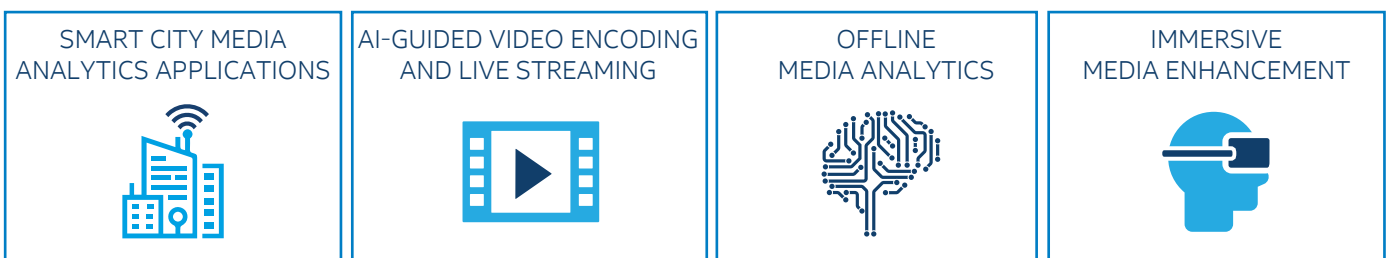 SMART CITY MEDIA
ANALYTICS APPLICATIONS
AI-GUIDED VIDEO ENCODING
AND LIVE STREAMING
OFFLINE
MEDIA ANALYTICS
IMMERSIVE
MEDIA ENHANCEMENT